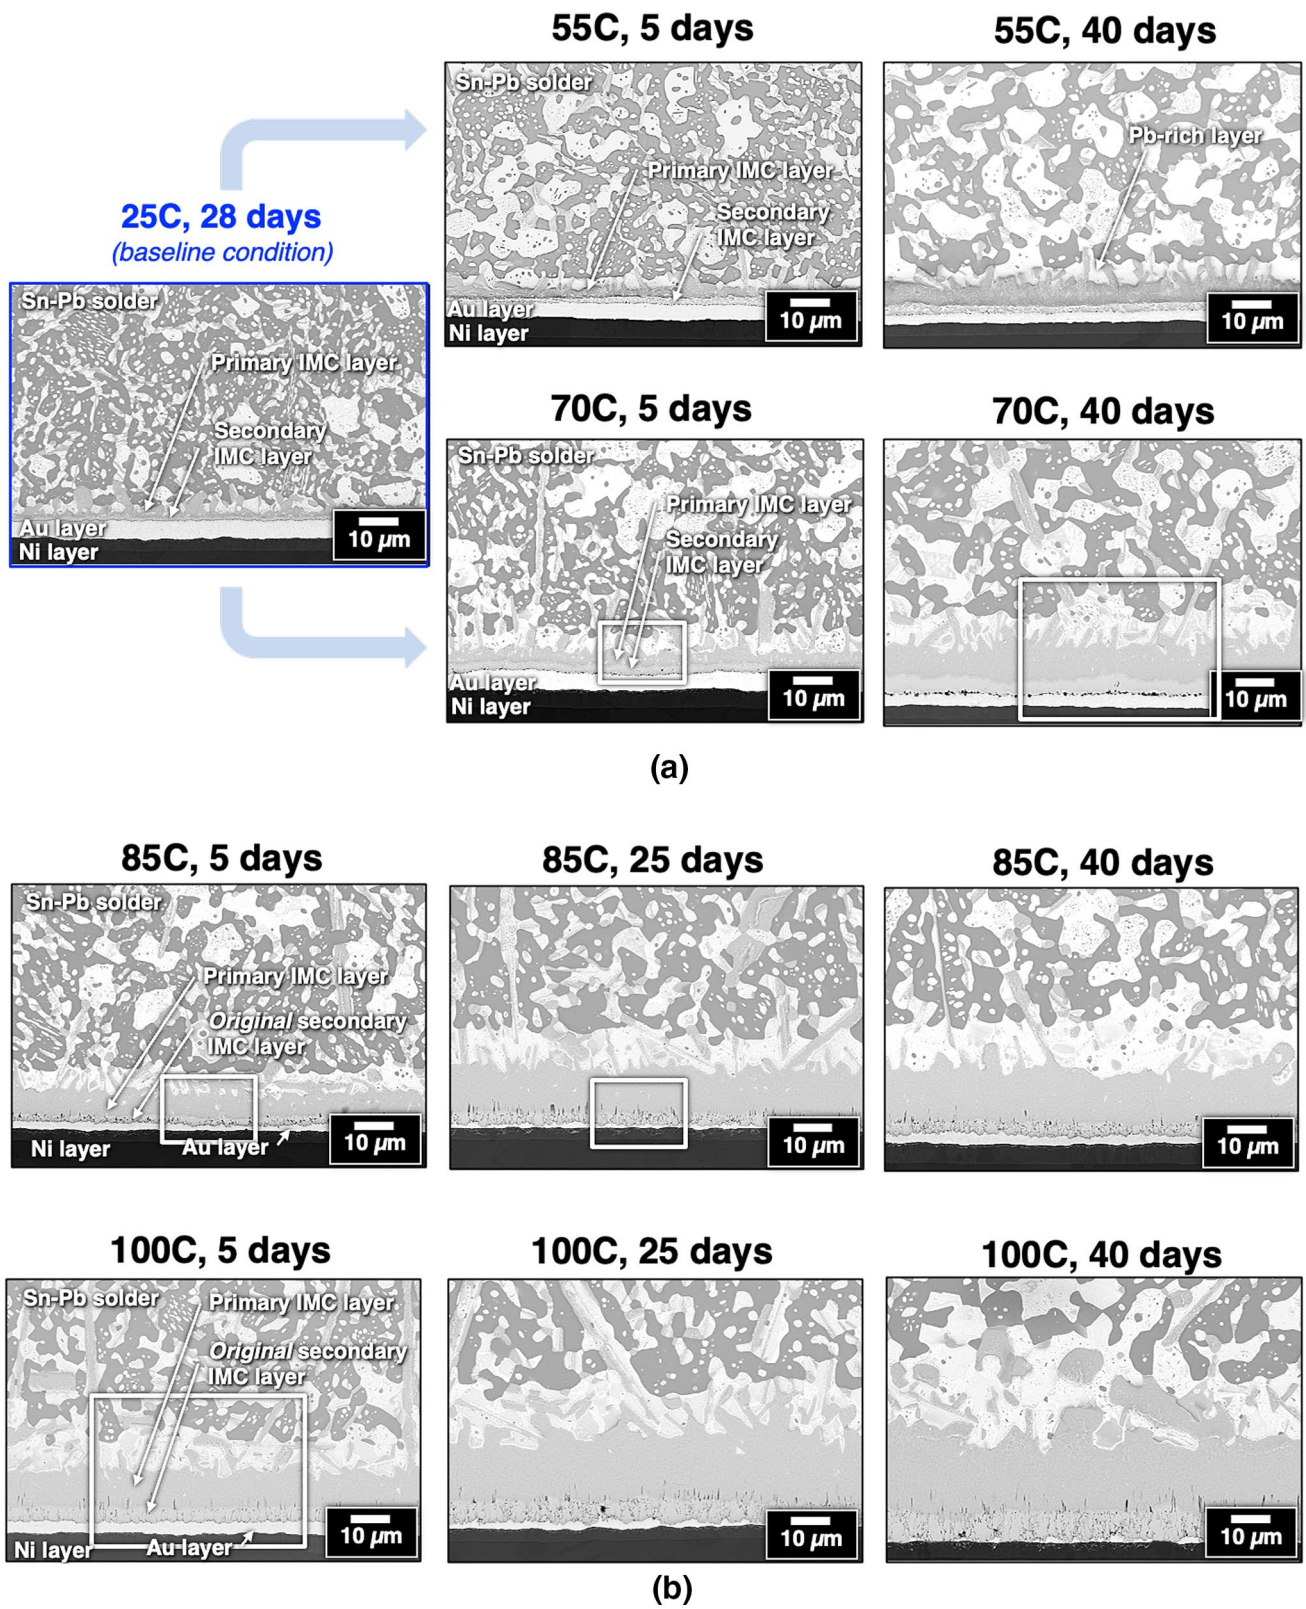 55C, 5 days
55C, 40 days
Sn-Pb solder
Pb-rich layer
Primary IMC layer
Secondary
IMC layer
Au layer
Ni layer
10 µm
10 µm
25C, 28 days
(baseline condition)
Sn-Pb solder
Primary IMC layer
Secondary
IMC layer
Au layer
Ni layer
10 µm
70C, 5 days
70C, 40 days
Sn-Pb solder
Primary IMC layer
Secondary
IMC layer
Au layer
Ni layer
10 µm
10 µm
(a)
85C, 5 days
85C, 25 days
85C, 40 days
Sn-Pb solder
Primary IMC layer
Original secondary
IMC layer
Ni layer
Au layer
10 µm
10 µm
10 µm
100C, 5 days
100C, 25 days
100C, 40 days
Sn-Pb solder
Primary IMC layer
Original secondary
IMC layer
Ni layer
Au layer
10 µm
10 µm
10 µm
(b)